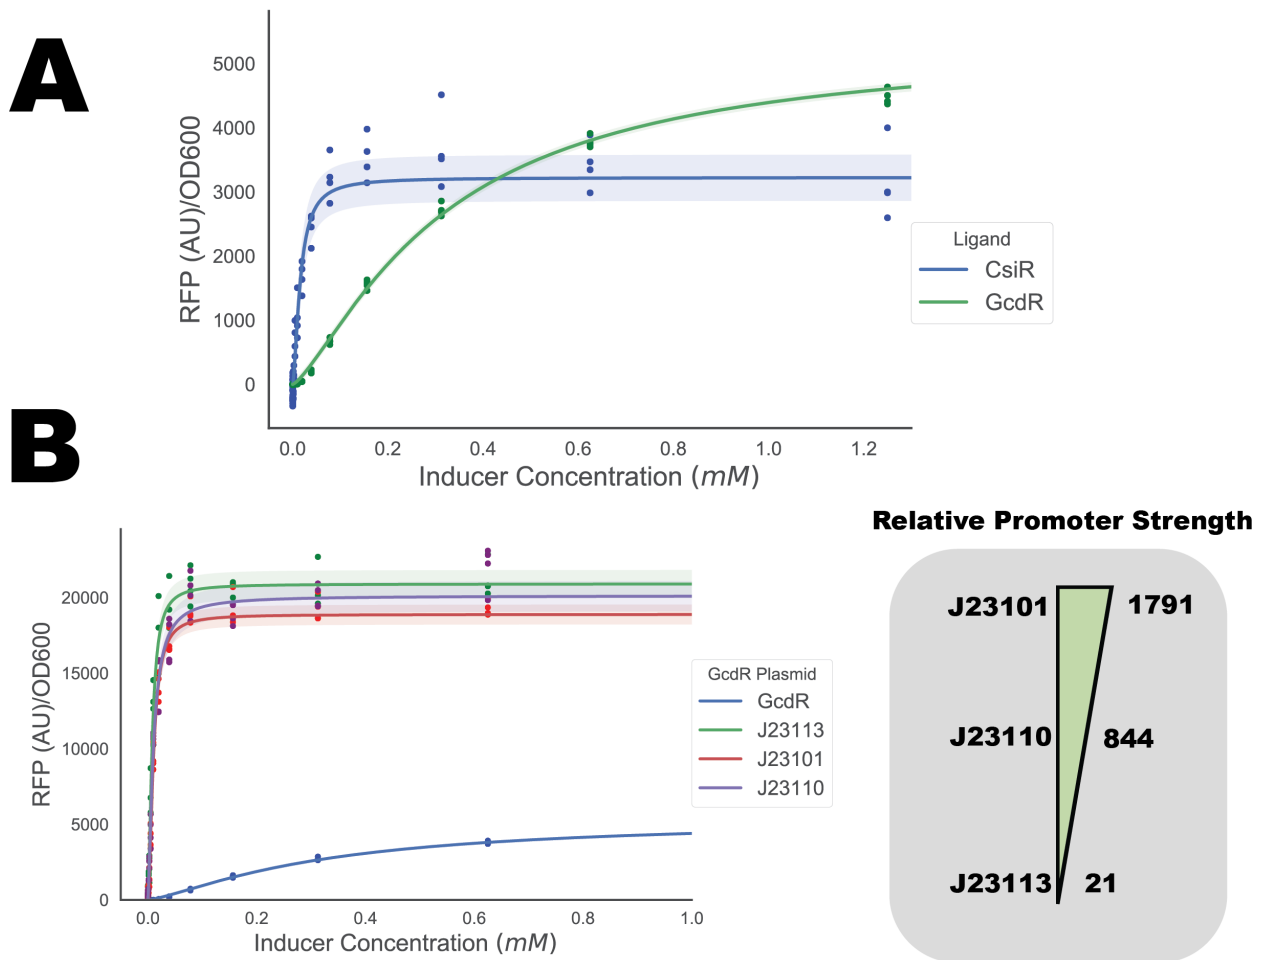 A
5000
4000
3000
2000
1000
0
RFP (AU)/OD600
0.0 0.2 0.4 0.6 0.8 1.0 1.2
Inducer Concentration (mM)
Ligand
CsiR
GcdR
B
20000
15000
10000
5000
0
RFP (AU)/OD600
0.0 0.2 0.4 0.6 0.8 1.0
Inducer Concentration (mM)
GcdR Plasmid
GcdR
J23113
J23101
J23110
Relative Promoter Strength
J23101 1791
J23110 844
J23113 21